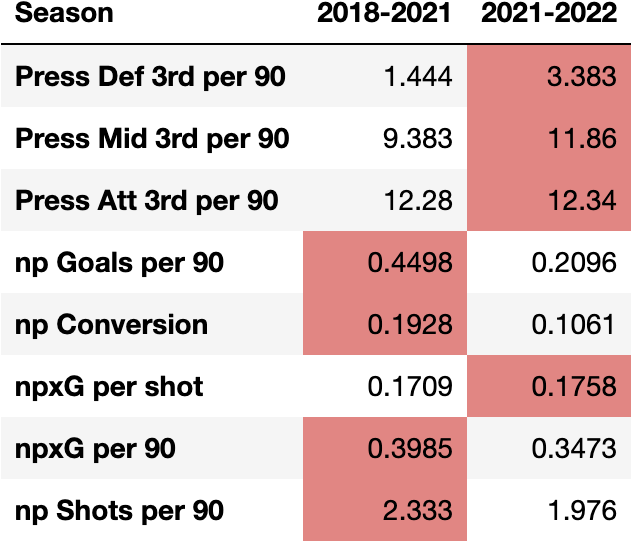 Season 2018-2021 2021-2022
Press Def 3rd per 90 1.444 3.383
Press Mid 3rd per 90 9.383 11.86
Press Att 3rd per 90 12.28 12.34
np Goals per 90 0.4498 0.2096
np Conversion 0.1928 0.1061
npxG per shot 0.1709 0.1758
npxG per 90 0.3985 0.3473
np Shots per 90 2.333 1.976